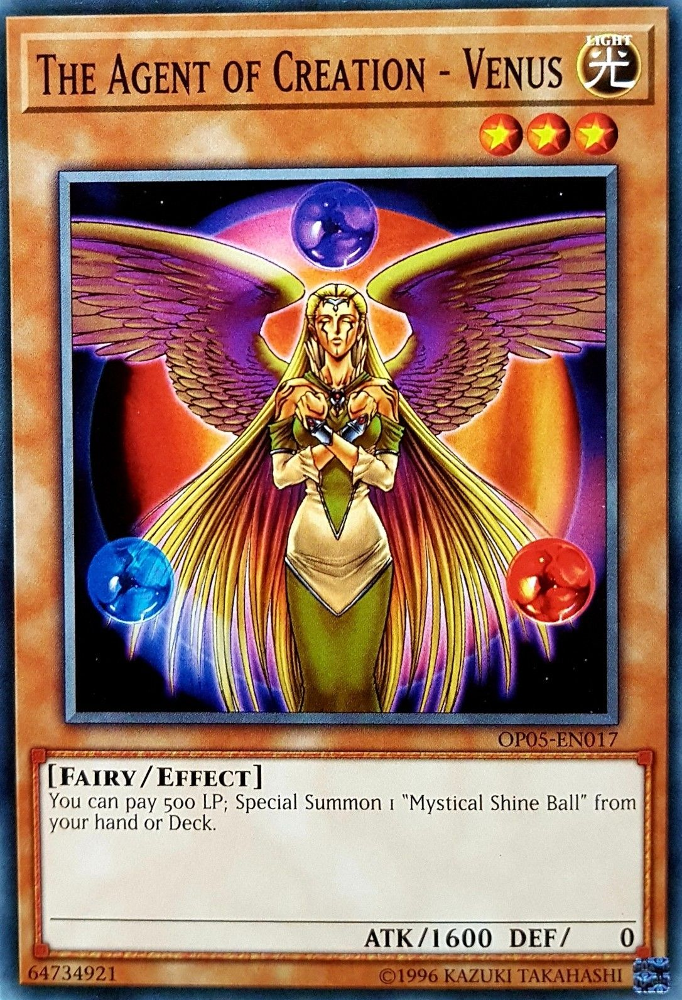 The Agent of Creation - Venus
LIGHT
光
OP05-EN017
[Fairy/Effect]
You can pay 500 LP; Special Summon 1 “Mystical Shine Ball” from
your hand or Deck.
ATK/1600 DEF/ 0
64734921
©1996 KAZUKI TAKAHASHI